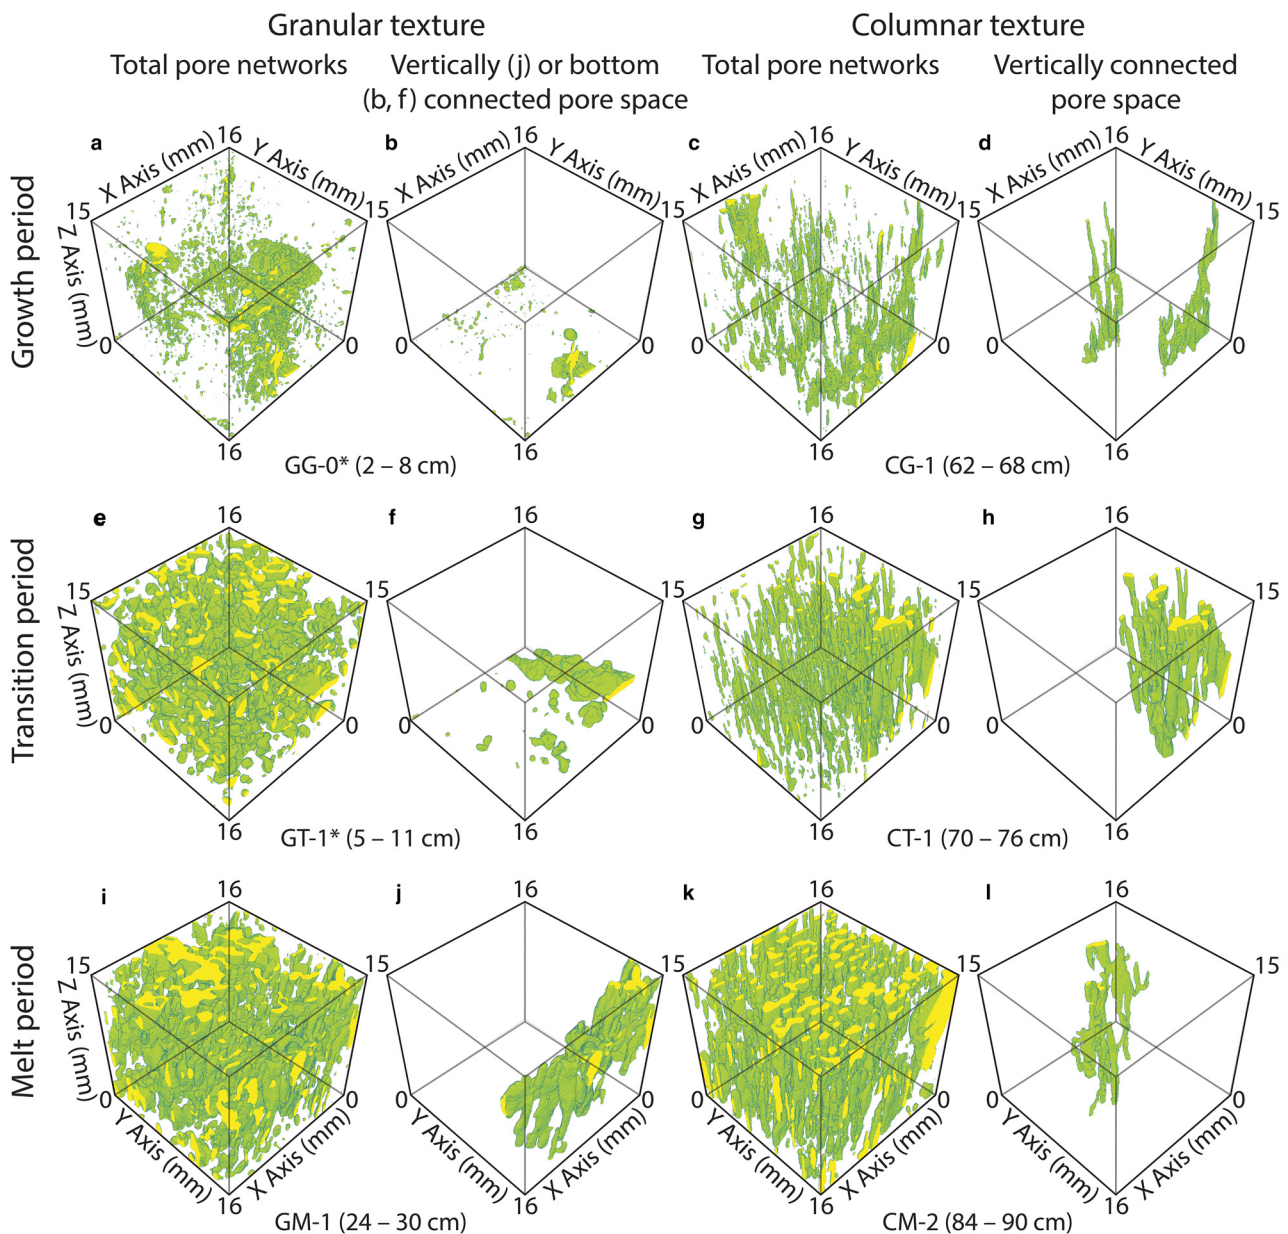 Granular texture
Columnar texture
Total pore networks
Vertically (j) or bottom
(b, f) connected pore space
Total pore networks
Vertically connected
pore space
Growth period
a
16
X Axis (mm)
Y Axis (mm)
15
Z Axis (mm)
0
0
16
b
16
X Axis (mm)
Y Axis (mm)
15
0
0
16
GG-0* (2 – 8 cm)
c
16
X Axis (mm)
Y Axis (mm)
15
0
0
16
d
16
X Axis (mm)
Y Axis (mm)
15
0
0
16
CG-1 (62 – 68 cm)
Transition period
e
16
15
Z Axis (mm)
0
0
16
f
16
15
0
0
16
GT-1* (5 – 11 cm)
g
16
15
0
0
16
h
16
15
0
0
16
CT-1 (70 – 76 cm)
Melt period
i
16
15
Z Axis (mm)
0
0
Y Axis (mm)
X Axis (mm)
16
j
16
15
0
0
Y Axis (mm)
X Axis (mm)
16
GM-1 (24 – 30 cm)
k
16
15
0
0
Y Axis (mm)
X Axis (mm)
16
l
16
15
0
0
Y Axis (mm)
X Axis (mm)
16
CM-2 (84 – 90 cm)